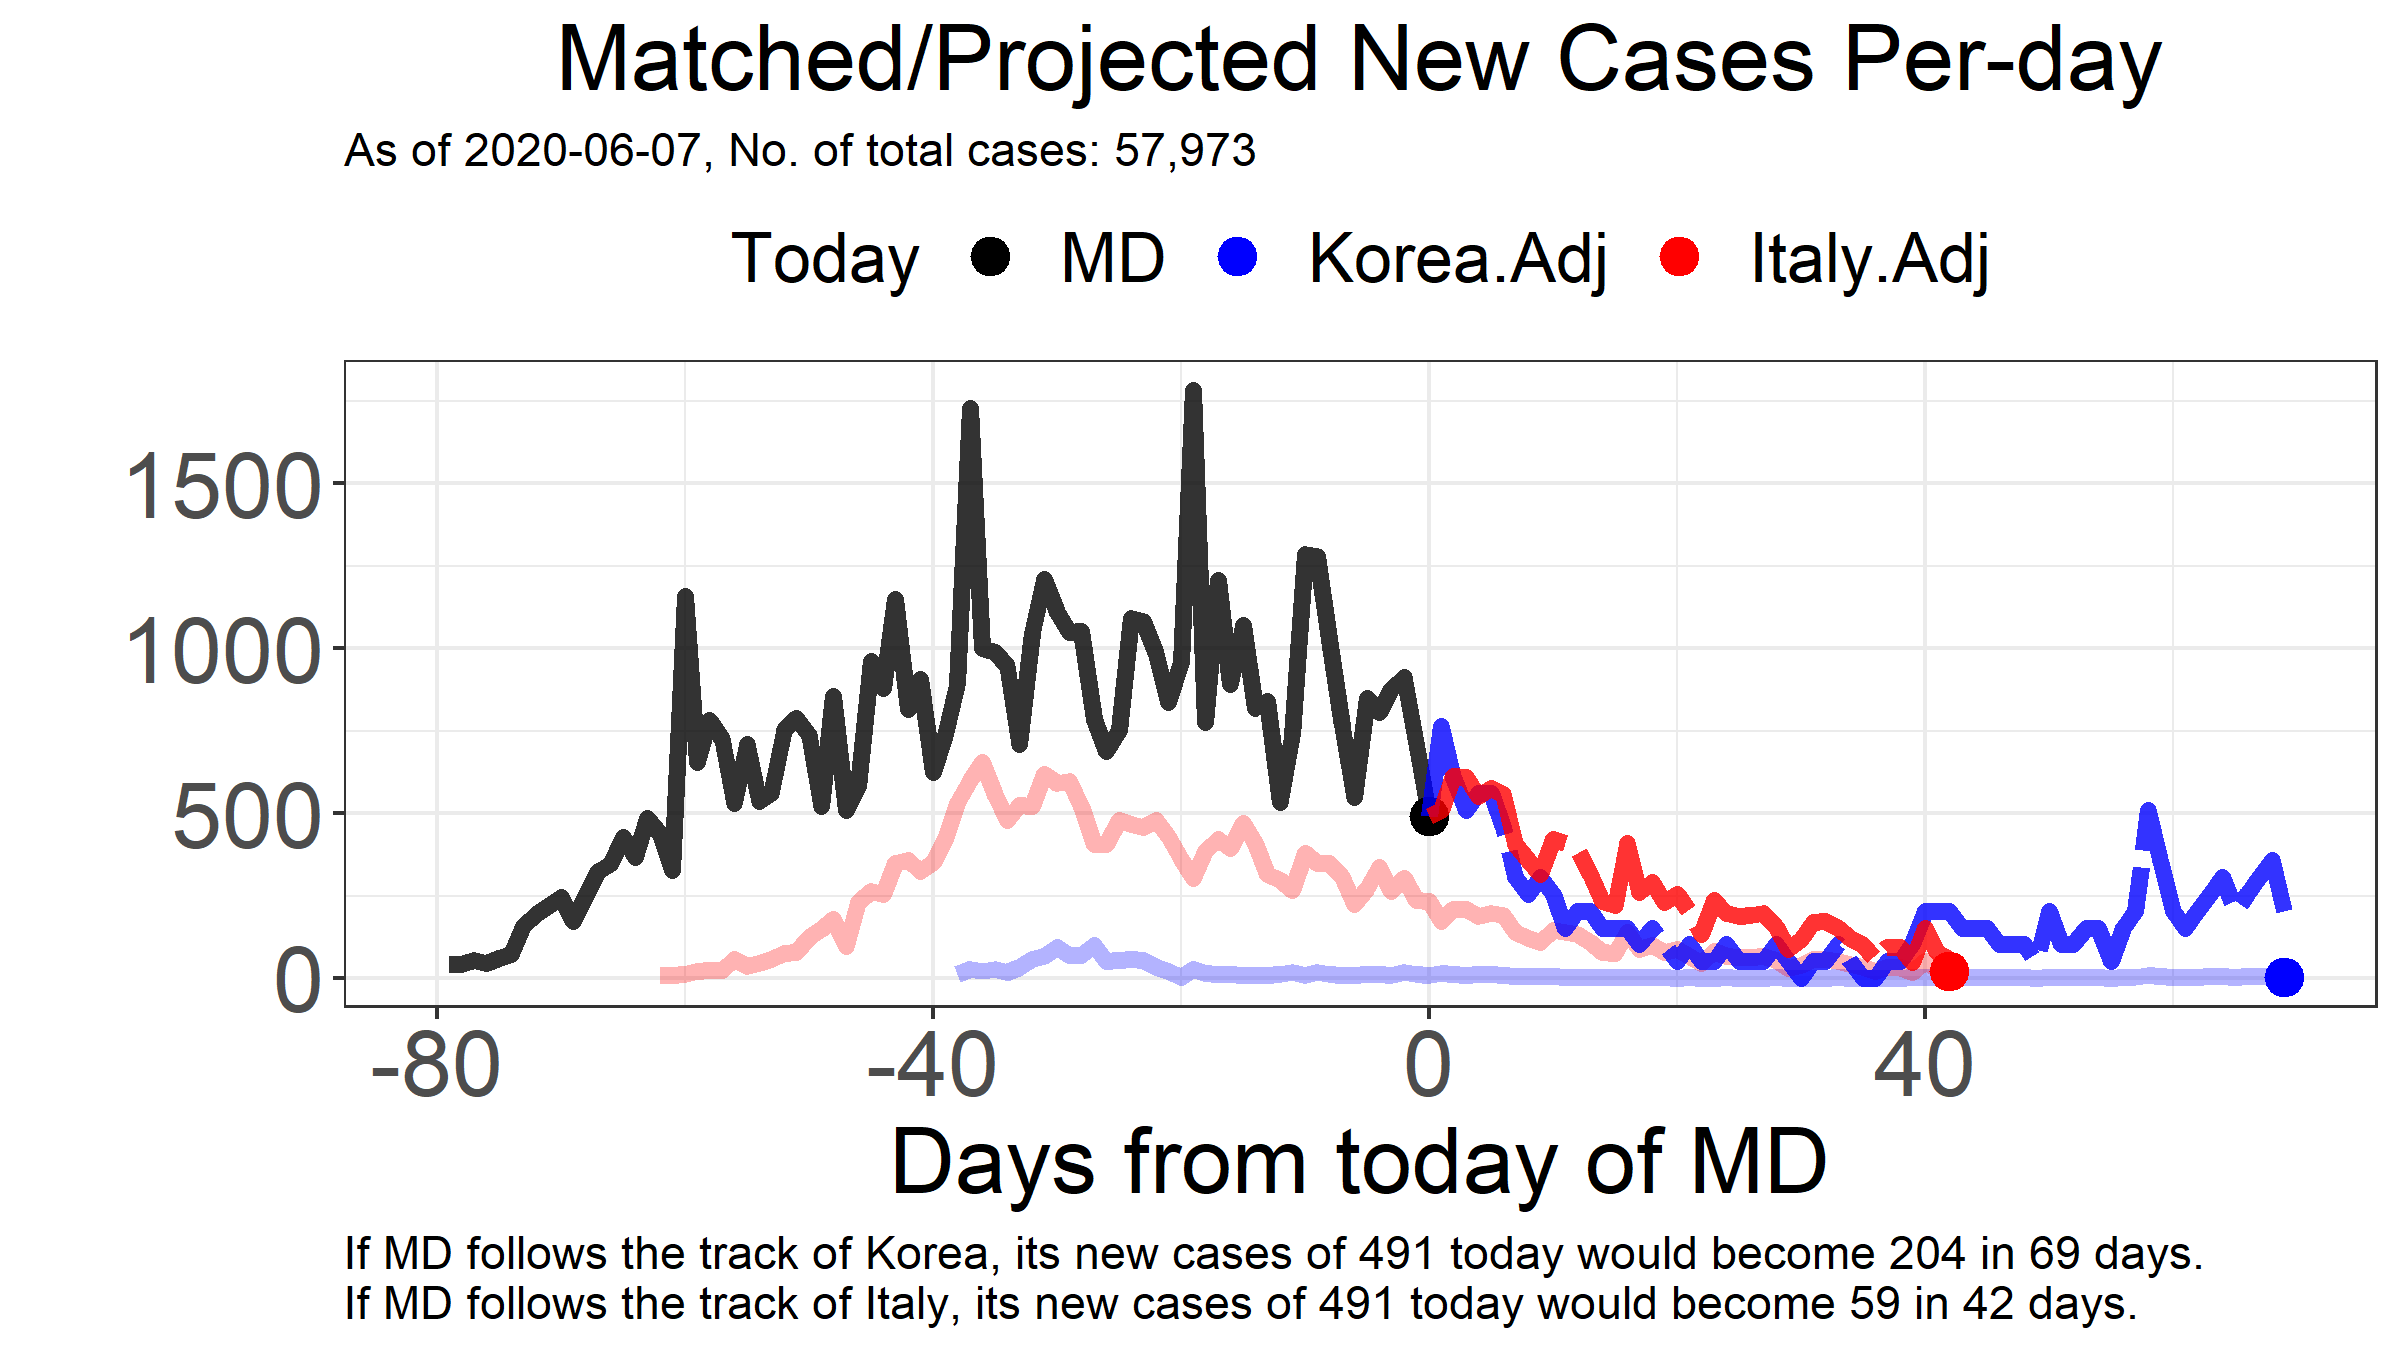 Matched/Projected New Cases Per-day
As of 2020-06-07, No. of total cases: 57,973
Today MD Korea.Adj Italy.Adj
1500
1000
500
0
-80 -40 0 40
Days from today of MD
If MD follows the track of Korea, its new cases of 491 today would become 204 in 69 days.
If MD follows the track of Italy, its new cases of 491 today would become 59 in 42 days.